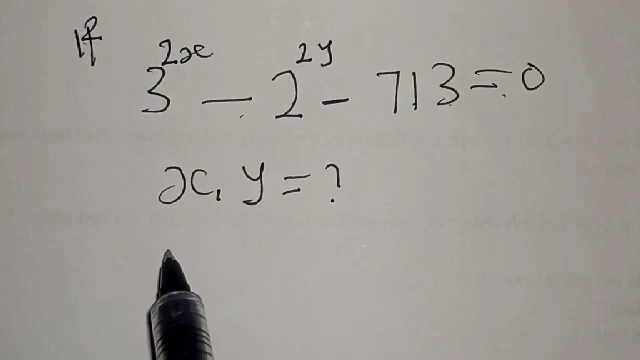 If
3^{2x} - 2^{2y} - 713 = 0
x, y = ?